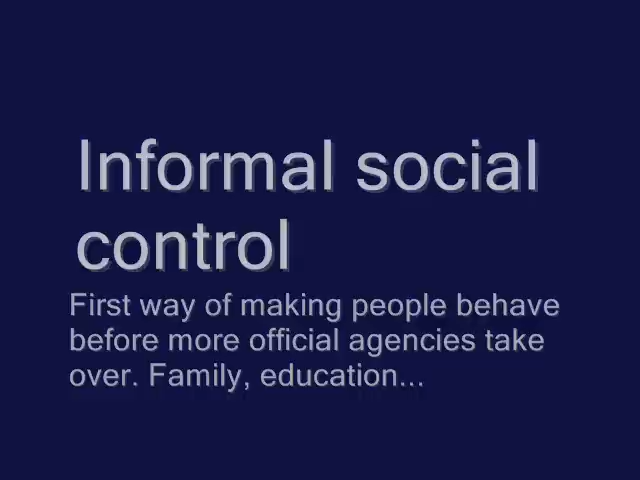 Informal social
control
First way of making people behave
before more official agencies take
over. Family, education...